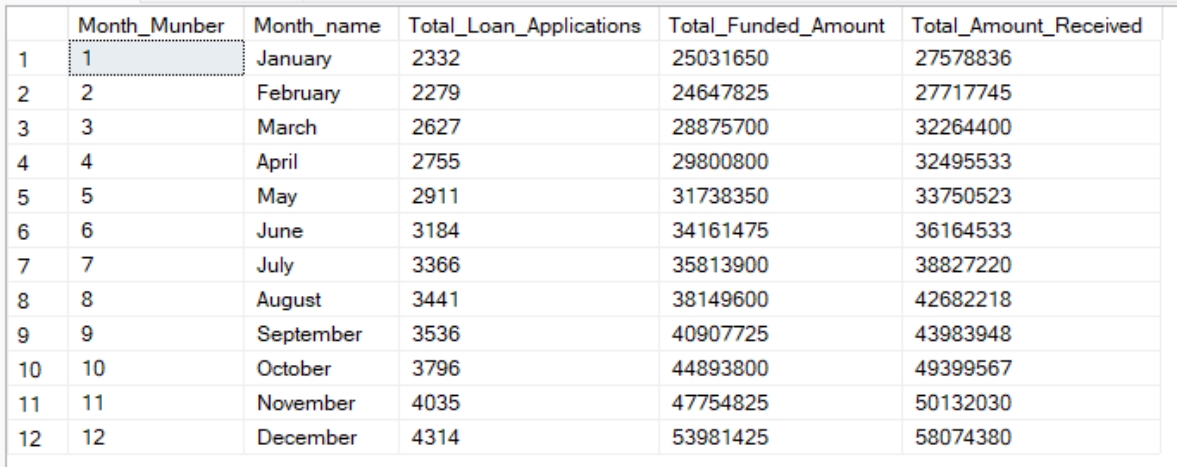 Month_Munber Month_name Total_Loan_Applications Total_Funded_Amount Total_Amount_Received
1 1 January 2332 25031650 27578836
2 2 February 2279 24647825 27717745
3 3 March 2627 28875700 32264400
4 4 April 2755 29800800 32495533
5 5 May 2911 31738350 33750523
6 6 June 3184 34161475 36164533
7 7 July 3366 35813900 38827220
8 8 August 3441 38149600 42682218
9 9 September 3536 40907725 43983948
10 10 October 3796 44893800 49399567
11 11 November 4035 47754825 50132030
12 12 December 4314 53981425 58074380